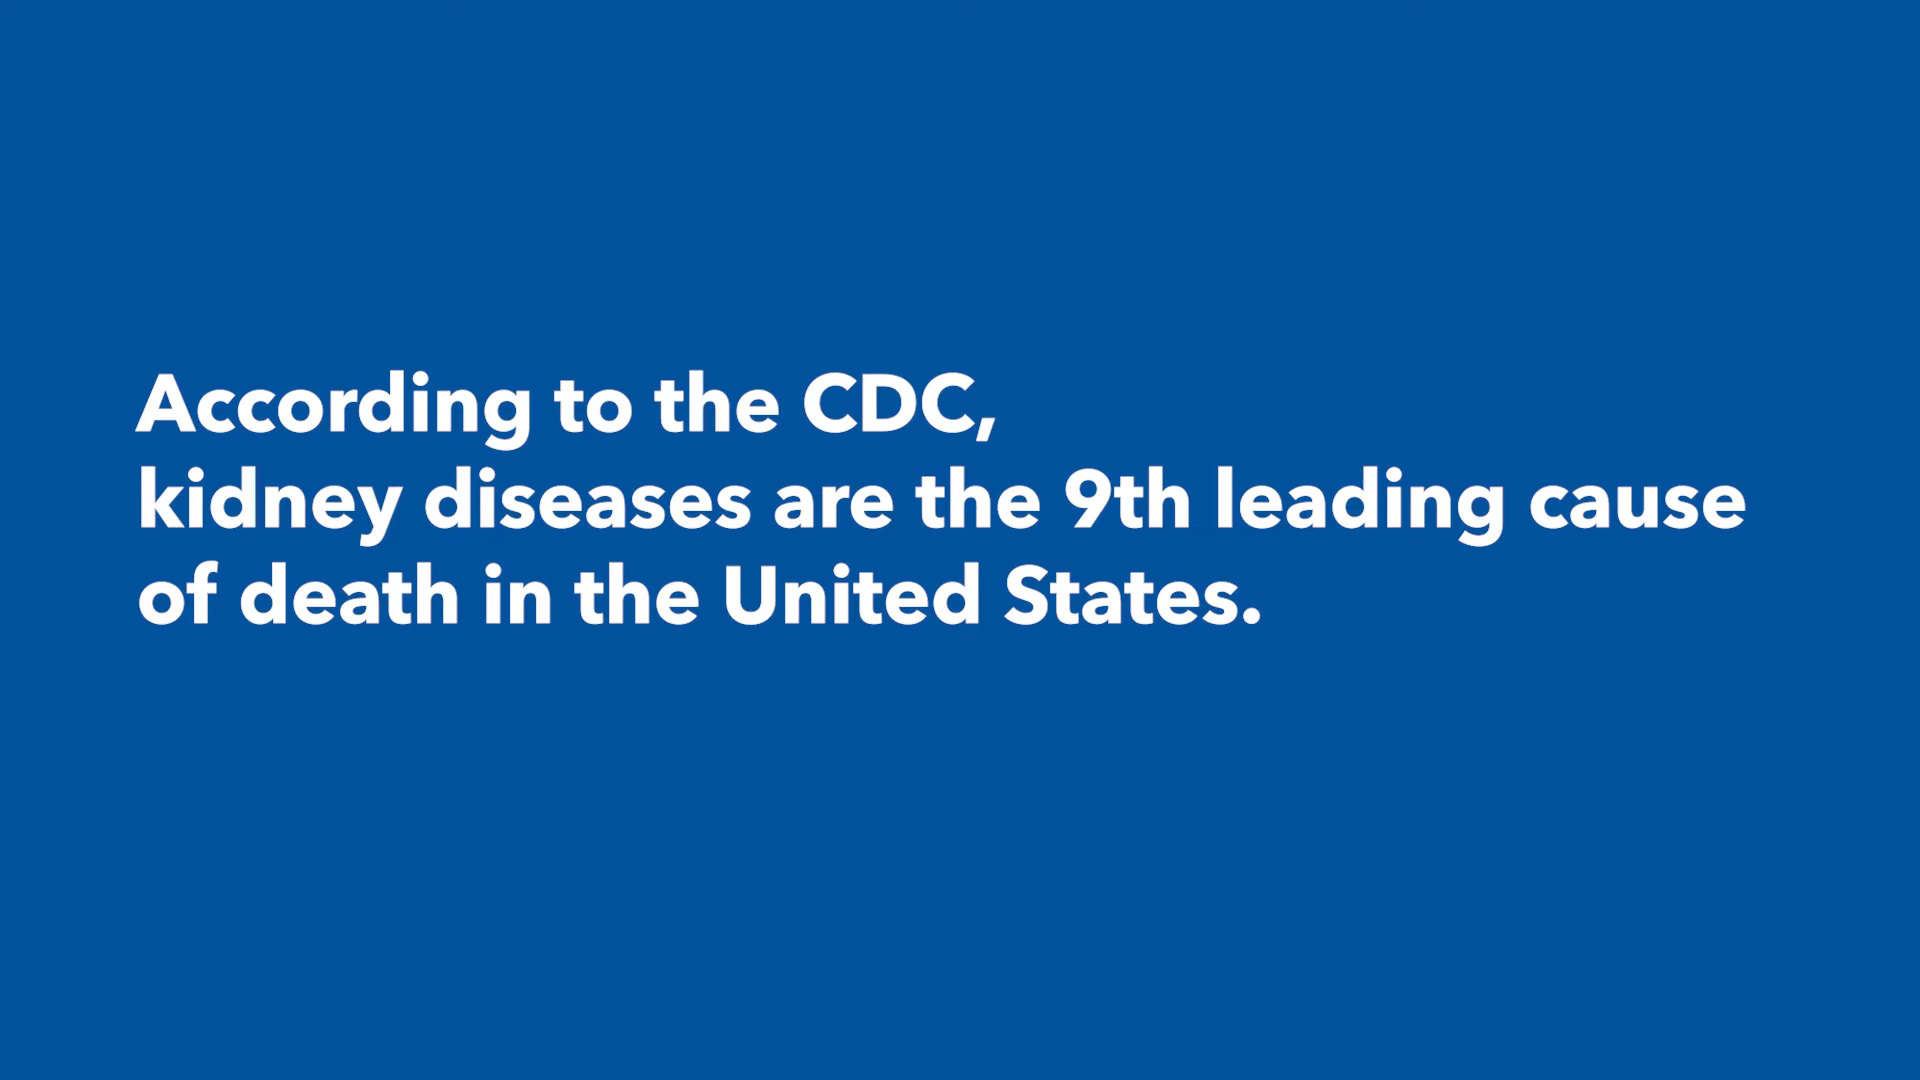 According to the CDC,
kidney diseases are the 9th leading cause
of death in the United States.